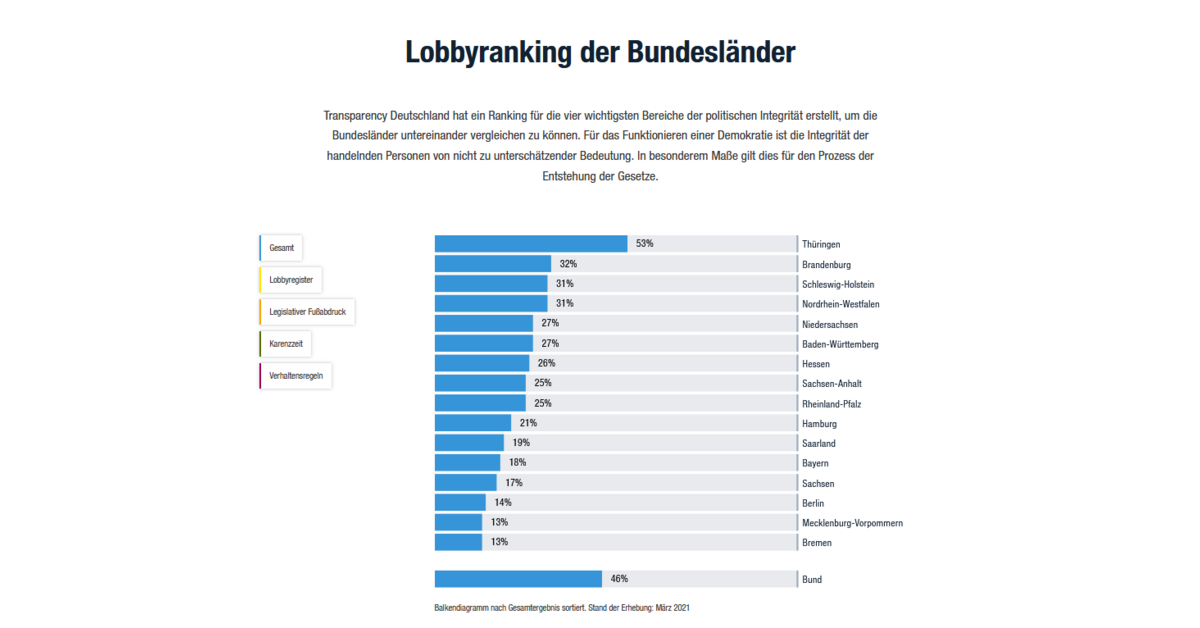 Lobbyranking der Bundesländer
Transparency Deutschland hat ein Ranking für die vier wichtigsten Bereiche der politischen Integrität erstellt, um die
Bundesländer untereinander vergleichen zu können. Für das Funktionieren einer Demokratie ist die Integrität der
handelnden Personen von nicht zu unterschätzender Bedeutung. In besonderem Maße gilt dies für den Prozess der
Entstehung der Gesetze.
Gesamt
Lobbyregister
Legislativer Fußabdruck
Karenzzeit
Verhaltensregeln
53% Thüringen
32% Brandenburg
31% Schleswig-Holstein
31% Nordrhein-Westfalen
27% Niedersachsen
27% Baden-Württemberg
26% Hessen
25% Sachsen-Anhalt
25% Rheinland-Pfalz
21% Hamburg
19% Saarland
18% Bayern
17% Sachsen
14% Berlin
13% Mecklenburg-Vorpommern
13% Bremen
46% Bund
Balkendiagramm nach Gesamtergebnis sortiert. Stand der Erhebung: März 2021